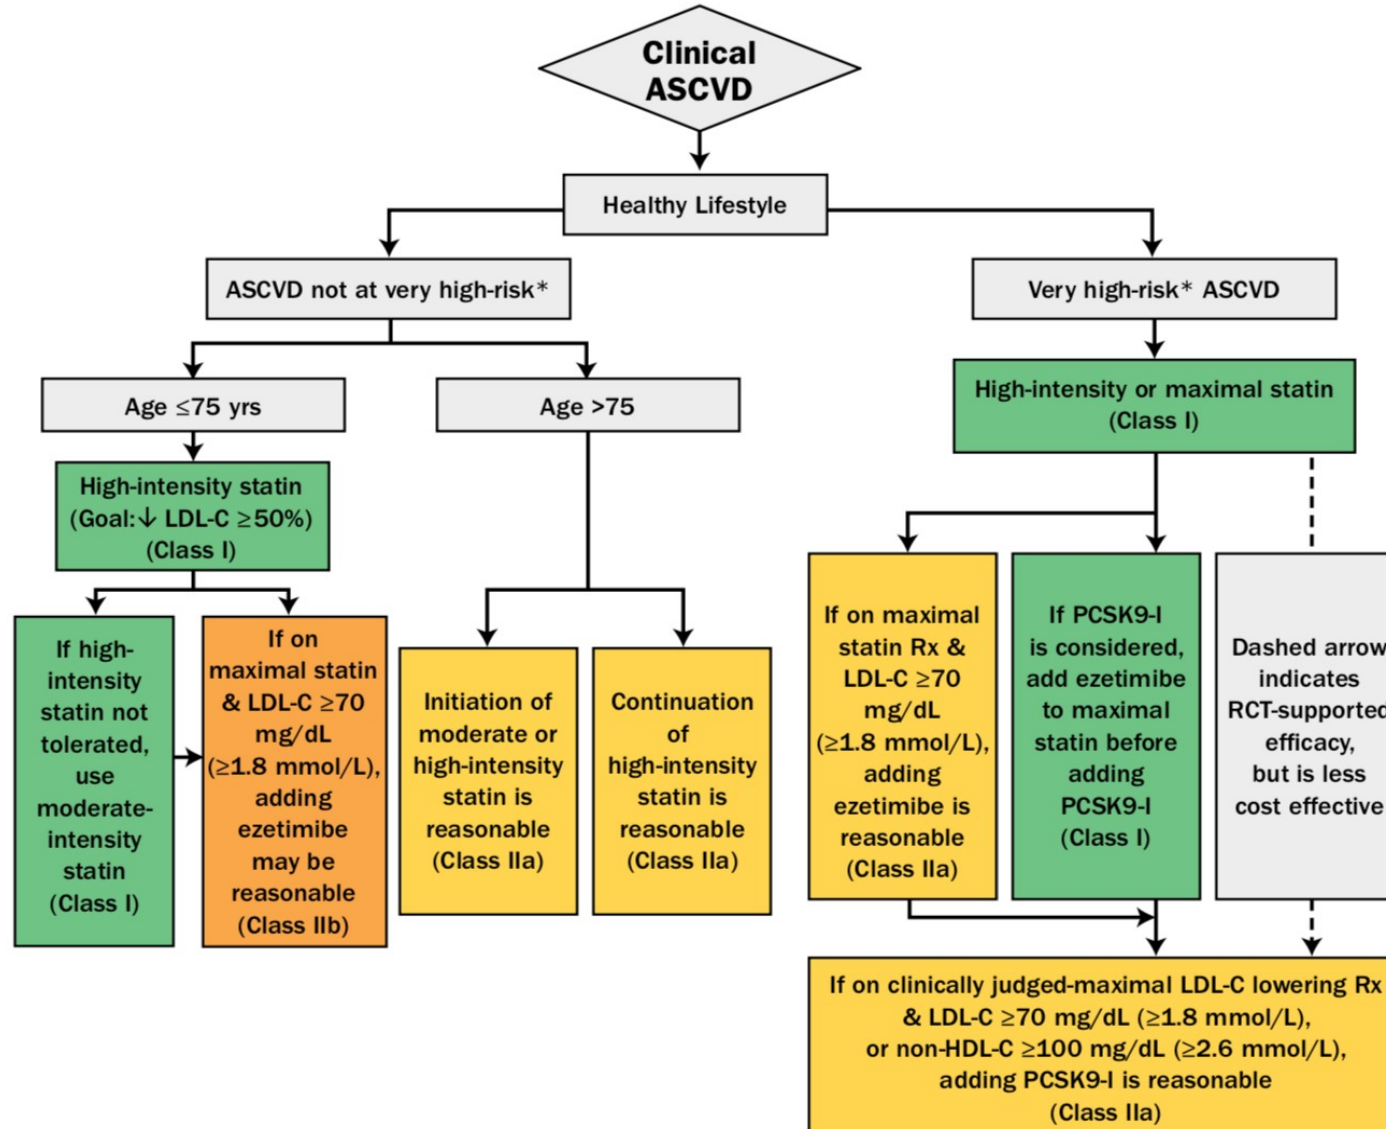 Clinical
ASCVD
Healthy Lifestyle
ASCVD not at very high-risk*
Very high-risk* ASCVD
Age ≤75 yrs
Age >75
High-intensity or maximal statin
(Class I)
High-intensity statin
(Goal:↓ LDL-C ≥50%)
(Class I)
If high-
intensity
statin not
tolerated,
use
moderate-
intensity
statin
(Class I)
If on
maximal statin
& LDL-C ≥70
mg/dL
(≥1.8 mmol/L),
adding
ezetimibe
may be
reasonable
(Class IIb)
Initiation of
moderate or
high-intensity
statin is
reasonable
(Class IIa)
Continuation
of
high-intensity
statin is
reasonable
(Class IIa)
If on maximal
statin Rx &
LDL-C ≥70
mg/dL
(≥1.8 mmol/L),
adding
ezetimibe is
reasonable
(Class IIa)
If PCSK9-I
is considered,
add ezetimibe
to maximal
statin before
adding
PCSK9-I
(Class I)
Dashed arrow
indicates
RCT-supported
efficacy,
but is less
cost effective
If on clinically judged-maximal LDL-C lowering Rx
& LDL-C ≥70 mg/dL (≥1.8 mmol/L),
or non-HDL-C ≥100 mg/dL (≥2.6 mmol/L),
adding PCSK9-I is reasonable
(Class IIa)